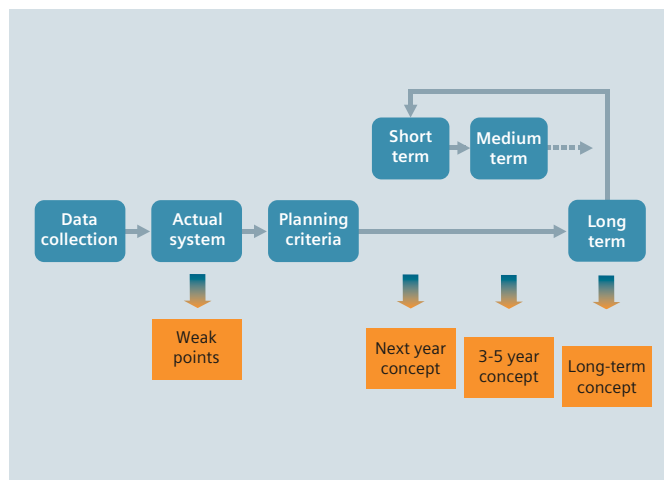 Short
term
Medium
term
Data
collection
Actual
system
Planning
criteria
Long
term
Weak
points
Next year
concept
3-5 year
concept
Long-term
concept